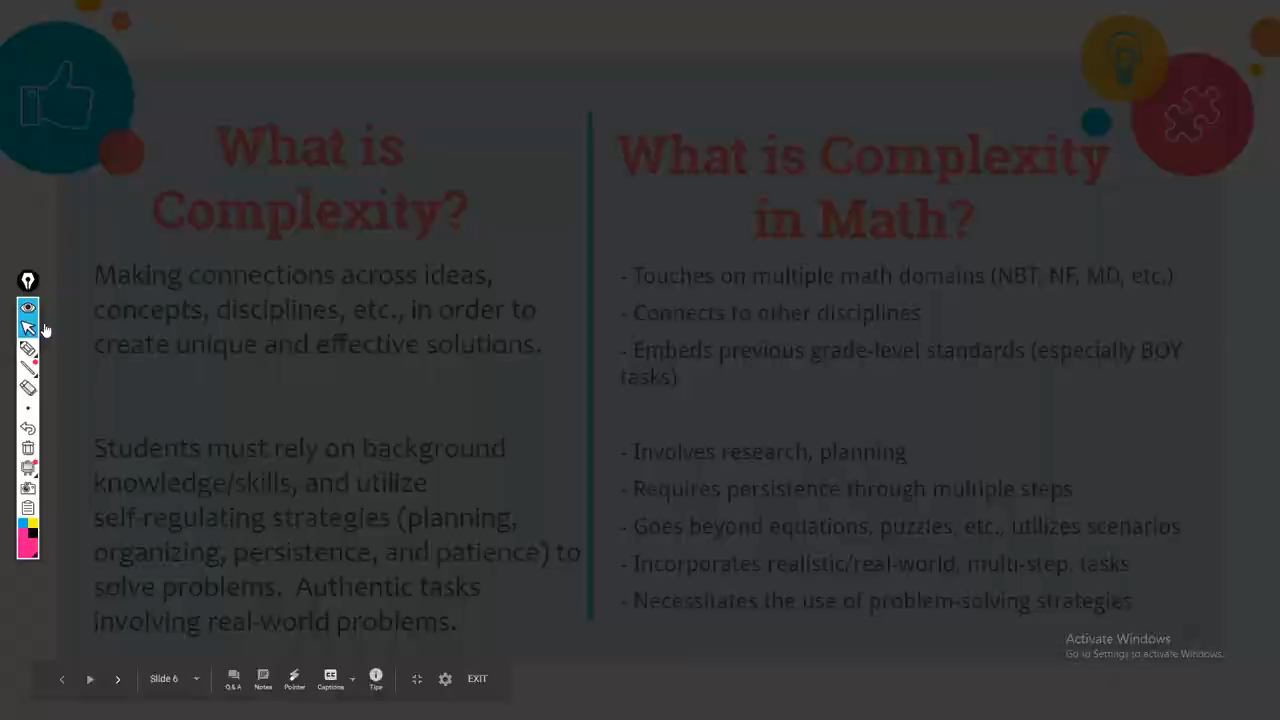 What is
Complexity?
Making connections across ideas,
concepts, disciplines, etc., in order to
create unique and effective solutions.
Students must rely on background
knowledge/skills, and utilize
self-regulating strategies (planning,
organizing, persistence, and patience) to
solve problems. Authentic tasks
involving real-world problems.
What is Complexity
in Math?
- Touches on multiple math domains (NBT, NF, MD, etc.)
- Connects to other disciplines
- Embeds previous grade-level standards (especially BOY
tasks)
- Involves research, planning
- Requires persistence through multiple steps
- Goes beyond equations, puzzles, etc., utilizes scenarios
- Incorporates realistic/real-world, multi-step, tasks
- Necessitates the use of problem-solving strategies
Activate Windows
Go to Settings to activate Windows.
Slide 6
Q&A
Notes
Pointer
Captions
Tips
EXIT